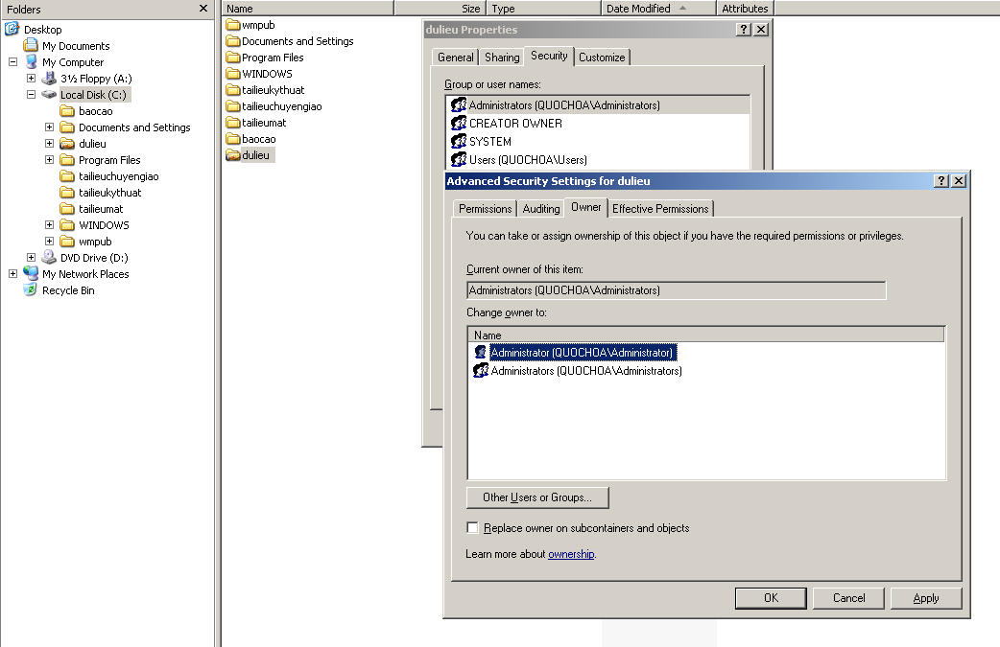 Folders
Desktop
My Documents
My Computer
3½ Floppy (A:)
Local Disk (C:)
baocao
Documents and Settings
dulieu
Program Files
tailieuchuyengiao
tailieukythuat
tailieumat
WINDOWS
wmpub
DVD Drive (D:)
My Network Places
Recycle Bin
Name Size Type Date Modified Attributes
wmpub
Documents and Settings
Program Files
WINDOWS
tailieukythuat
tailieuchuyengiao
tailieumat
baocao
dulieu
dulieu Properties
General Sharing Security Customize
Group or user names:
Administrators (QUOCHOA\Administrators)
CREATOR OWNER
SYSTEM
Users (QUOCHOA\Users)
Advanced Security Settings for dulieu
Permissions Auditing Owner Effective Permissions
You can take or assign ownership of this object if you have the required permissions or privileges.
Current owner of this item:
Administrators (QUOCHOA\Administrators)
Change owner to:
Name
Administrator (QUOCHOA\Administrator)
Administrators (QUOCHOA\Administrators)
Other Users or Groups...
Replace owner on subcontainers and objects
Learn more about ownership.
OK Cancel Apply